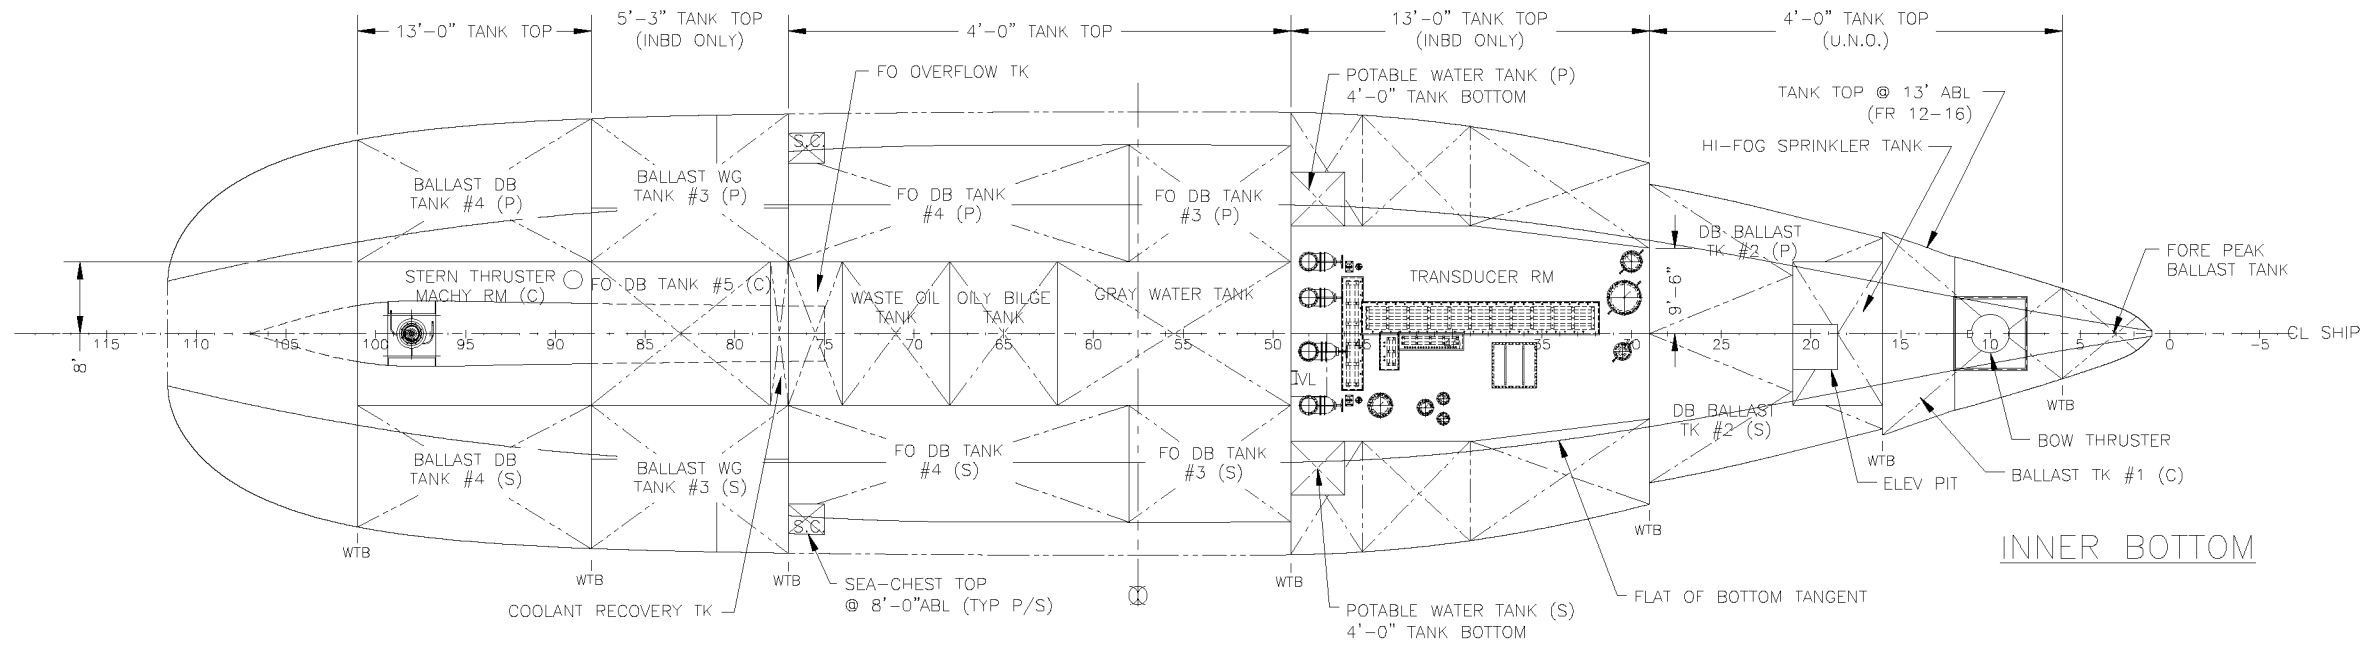 13'-0" TANK TOP
5'-3" TANK TOP
(INBD ONLY)
4'-0" TANK TOP
13'-0" TANK TOP
(INBD ONLY)
4'-0" TANK TOP
(U.N.O.)
FO OVERFLOW TK
POTABLE WATER TANK (P)
4'-0" TANK BOTTOM
TANK TOP @ 13' ABL
(FR 12-16)
HI-FOG SPRINKLER TANK
S.C
BALLAST DB
TANK #4 (P)
BALLAST WG
TANK #3 (P)
FO DB TANK
#4 (P)
FO DB TANK
#3 (P)
DB BALLAST
TK #2 (P)
FORE PEAK
BALLAST TANK
STERN THRUSTER
MACHY RM (C)
FO DB TANK #5 (C)
WASTE OIL
TANK
OILY BILGE
TANK
GRAY WATER TANK
TRANSDUCER RM
9'-6"
8'
115 110 105 100 95 90 85 80 75 70 65 60 55 50 35 30 25 20 15 10 5 -5
CL SHIP
VL
WTB
DB BALLAST
TK #2 (S)
BOW THRUSTER
BALLAST TK #1 (C)
ELEV PIT
WTB
BALLAST DB
TANK #4 (S)
BALLAST WG
TANK #3 (S)
FO DB TANK
#4 (S)
FO DB TANK
#3 (S)
S.C
WTB
WTB
WTB
WTB
WTB
INNER BOTTOM
SEA-CHEST TOP
@ 8'-0"ABL (TYP P/S)
COOLANT RECOVERY TK
FLAT OF BOTTOM TANGENT
POTABLE WATER TANK (S)
4'-0" TANK BOTTOM